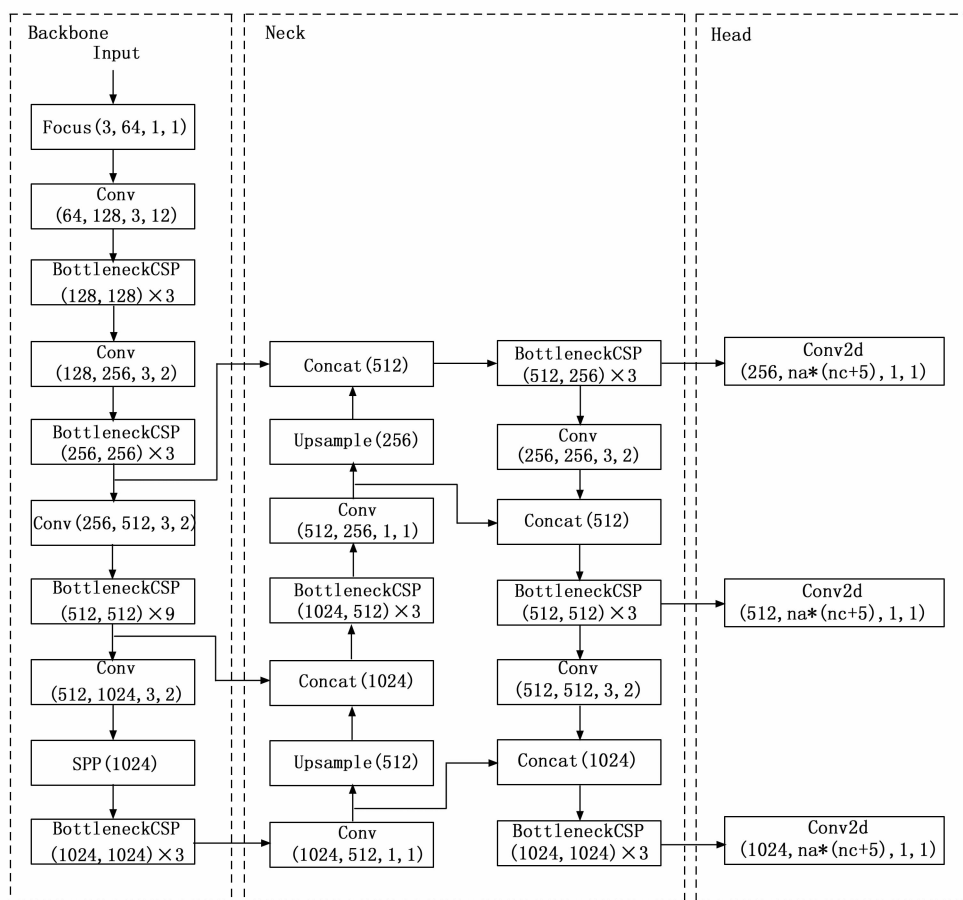 Backbone
Input
Focus(3,64,1,1)
Conv
(64,128,3,12)
BottleneckCSP
(128,128)×3
Conv
(128,256,3,2)
BottleneckCSP
(256,256)×3
Conv(256,512,3,2)
BottleneckCSP
(512,512)×9
Conv
(512,1024,3,2)
SPP(1024)
BottleneckCSP
(1024,1024)×3
Neck
Concat(512)
Upsample(256)
Conv
(512,256,1,1)
BottleneckCSP
(1024,512)×3
Concat(1024)
Upsample(512)
Conv
(1024,512,1,1)
BottleneckCSP
(512,256)×3
Conv
(256,256,3,2)
Concat(512)
BottleneckCSP
(512,512)×3
Conv
(512,512,3,2)
Concat(1024)
BottleneckCSP
(1024,1024)×3
Head
Conv2d
(256,na*(nc+5),1,1)
Conv2d
(512,na*(nc+5),1,1)
Conv2d
(1024,na*(nc+5),1,1)